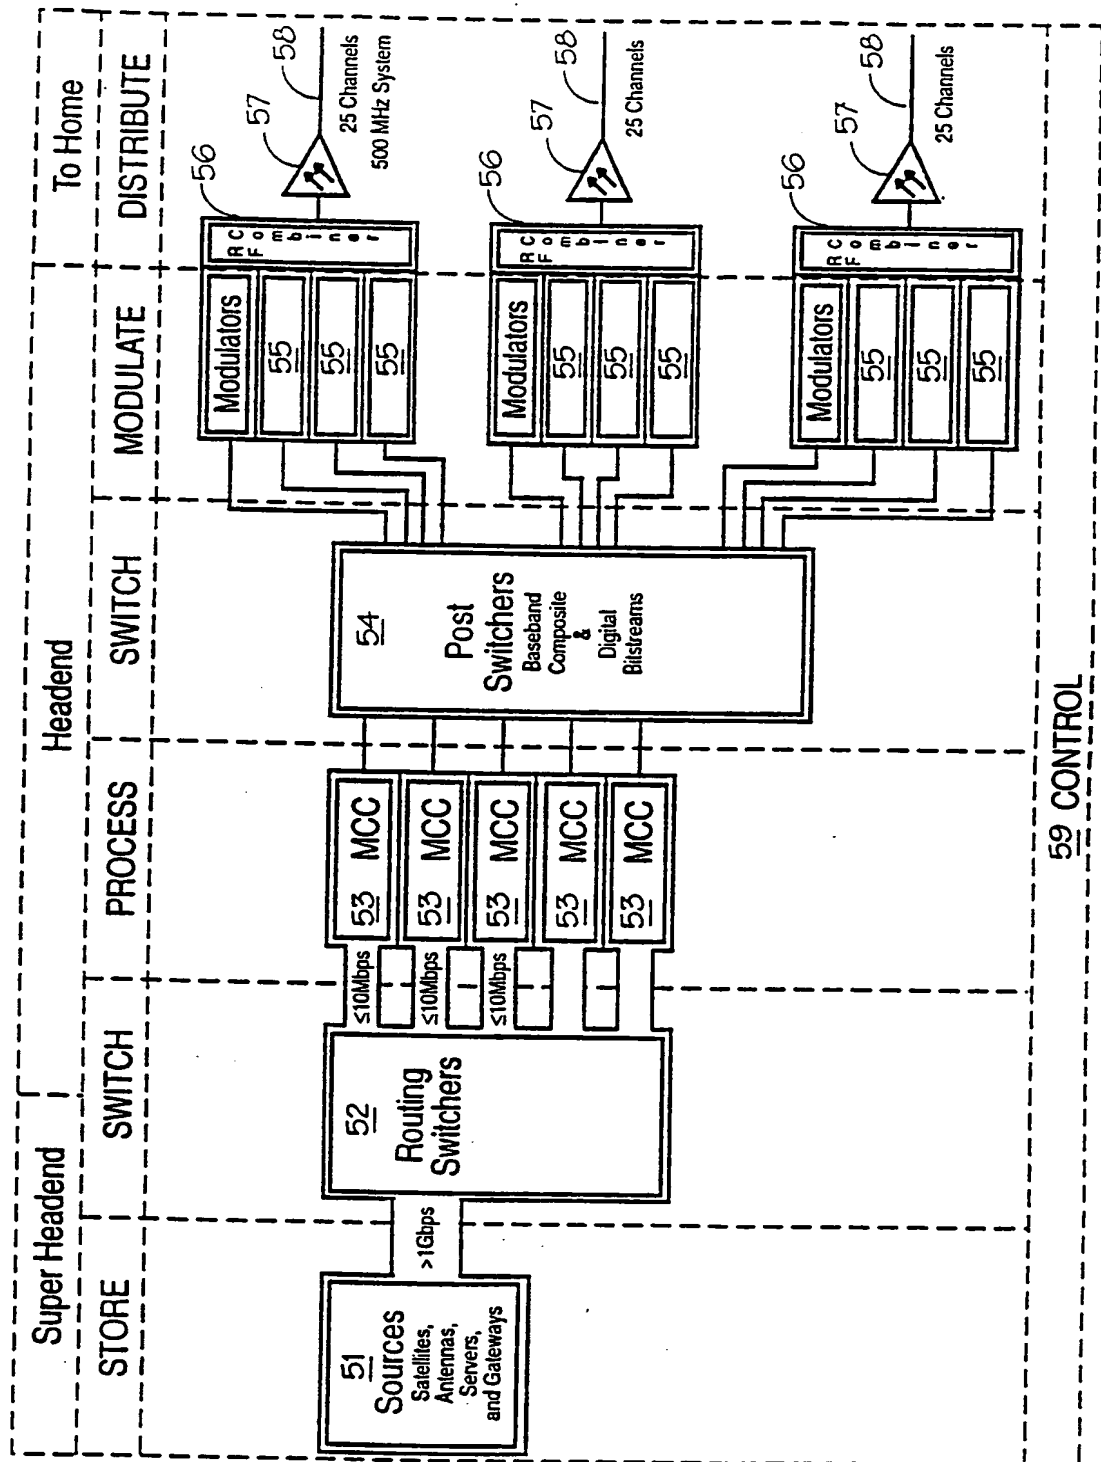 Super Headend
Headend
To Home
STORE
SWITCH
PROCESS
SWITCH
MODULATE
DISTRIBUTE
51
Sources
Satellites,
Antennas,
Servers,
and Gateways
>1Gbps
52
Routing
Switchers
≤10Mbps
≤10Mbps
≤10Mbps
53 MCC
53 MCC
53 MCC
53 MCC
53 MCC
54
Post
Switchers
Baseband
Composite
&
Digital
Bitstreams
Modulators
55
55
55
RF
Combiner
56
57
58
25 Channels
500 MHz System
Modulators
55
55
55
RF
Combiner
56
57
58
25 Channels
Modulators
55
55
55
RF
Combiner
56
57
58
25 Channels
59 CONTROL